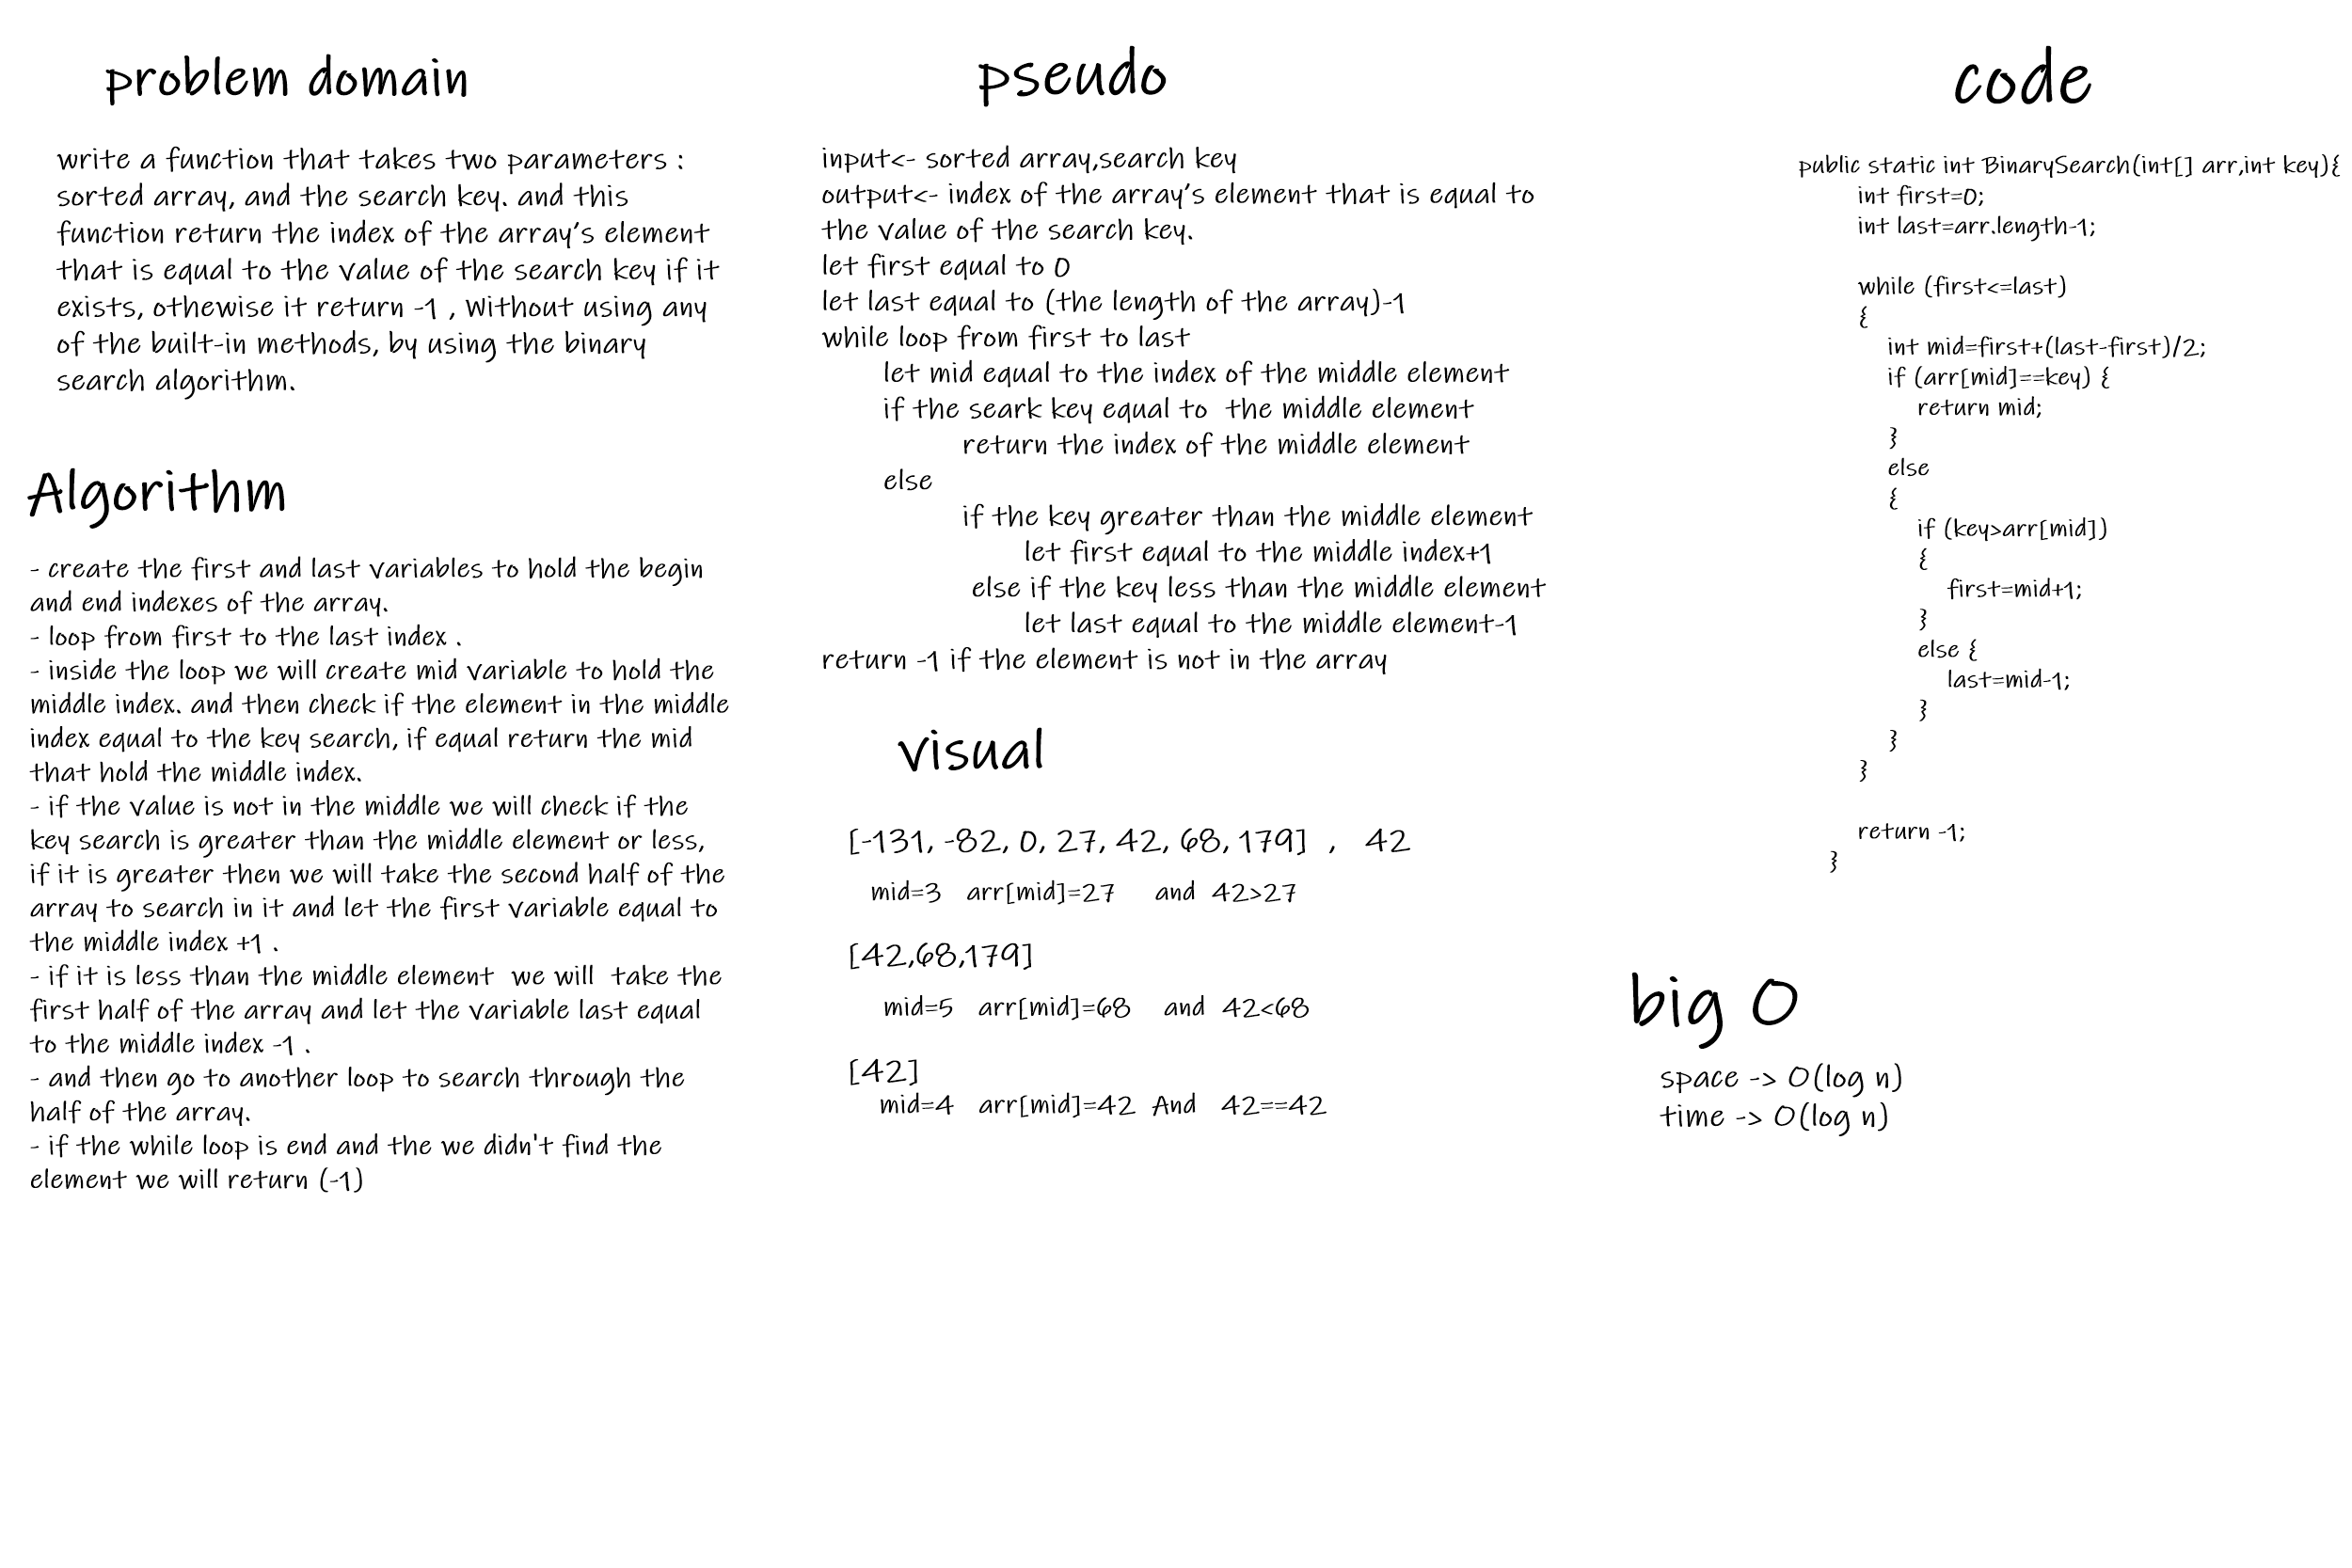 problem domain
write a function that takes two parameters :
sorted array, and the search key. and this
function return the index of the array's element
that is equal to the value of the search key if it
exists, othewise it return -1 , Without using any
of the built-in methods, by using the binary
search algorithm.
Algorithm
- create the first and last variables to hold the begin
and end indexes of the array.
- loop from first to the last index .
- inside the loop we will create mid variable to hold the
middle index. and then check if the element in the middle
index equal to the key search, if equal return the mid
that hold the middle index.
- if the value is not in the middle we will check if the
key search is greater than the middle element or less,
if it is greater then we will take the second half of the
array to search in it and let the first variable equal to
the middle index +1 .
- if it is less than the middle element  we will  take the
first half of the array and let the variable last equal
to the middle index -1 .
- and then go to another loop to search through the
half of the array.
- if the while loop is end and the we didn't find the
element we will return (-1)
pseudo
input<- sorted array,search key
output<- index of the array's element that is equal to
the value of the search key.
let first equal to 0
let last equal to (the length of the array)-1
while loop from first to last
let mid equal to the index of the middle element
if the seark key equal to  the middle element
return the index of the middle element
else
if the key greater than the middle element
let first equal to the middle index+1
else if the key less than the middle element
let last equal to the middle element-1
return -1 if the element is not in the array
visual
[-131, -82, 0, 27, 42, 68, 179]  ,  42
mid=3  arr[mid]=27   and  42>27
[42,68,179]
mid=5  arr[mid]=68   and  42<68
[42]
mid=4  arr[mid]=42  And  42==42
code
public static int BinarySearch(int[] arr,int key){
int first=0;
int last=arr.length-1;
while (first<=last)
{
int mid=first+(last-first)/2;
if (arr[mid]==key) {
return mid;
}
else
{
if (key>arr[mid])
{
first=mid+1;
}
else {
last=mid-1;
}
}
}
return -1;
}
big O
space -> O(log n)
time -> O(log n)